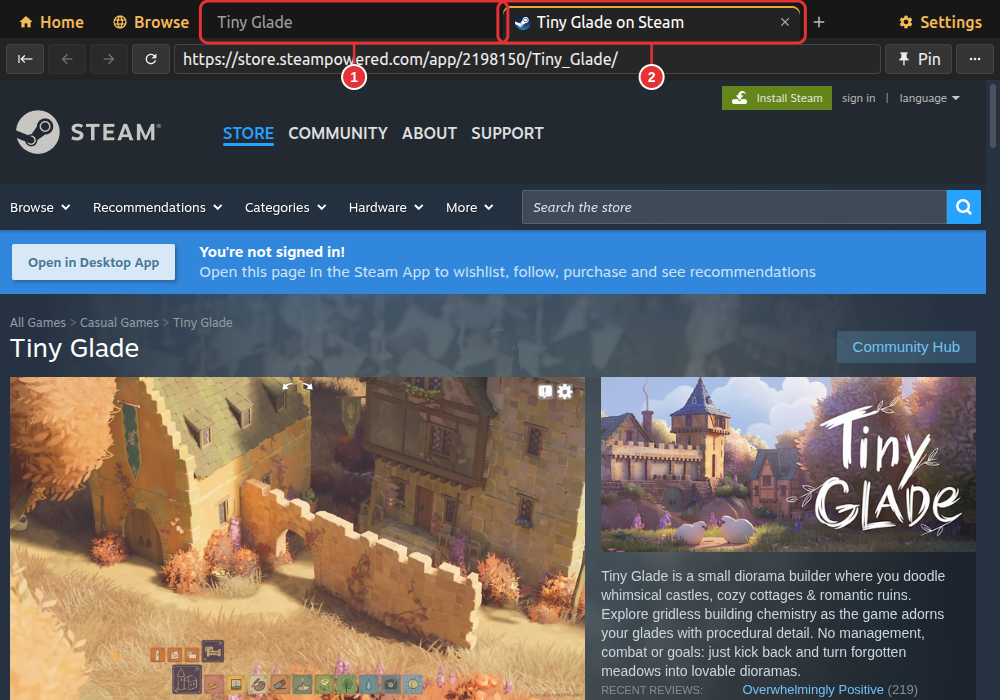 Home
Browse
Tiny Glade
Tiny Glade on Steam
Settings
https://store.steampowered.com/app/2198150/Tiny_Glade/
Pin
1
2
Install Steam
sign in | language
STEAM®
STORE COMMUNITY ABOUT SUPPORT
Browse Recommendations Categories Hardware More
Search the store
Open in Desktop App
You're not signed in!
Open this page in the Steam App to wishlist, follow, purchase and see recommendations
All Games > Casual Games > Tiny Glade
Tiny Glade
Community Hub
Tiny
GLADe
Tiny Glade is a small diorama builder where you doodle
whimsical castles, cozy cottages & romantic ruins.
Explore gridless building chemistry as the game adorns
your glades with procedural detail. No management,
combat or goals: just kick back and turn forgotten
meadows into lovable dioramas.
RECENT REVIEWS: Overwhelmingly Positive (219)